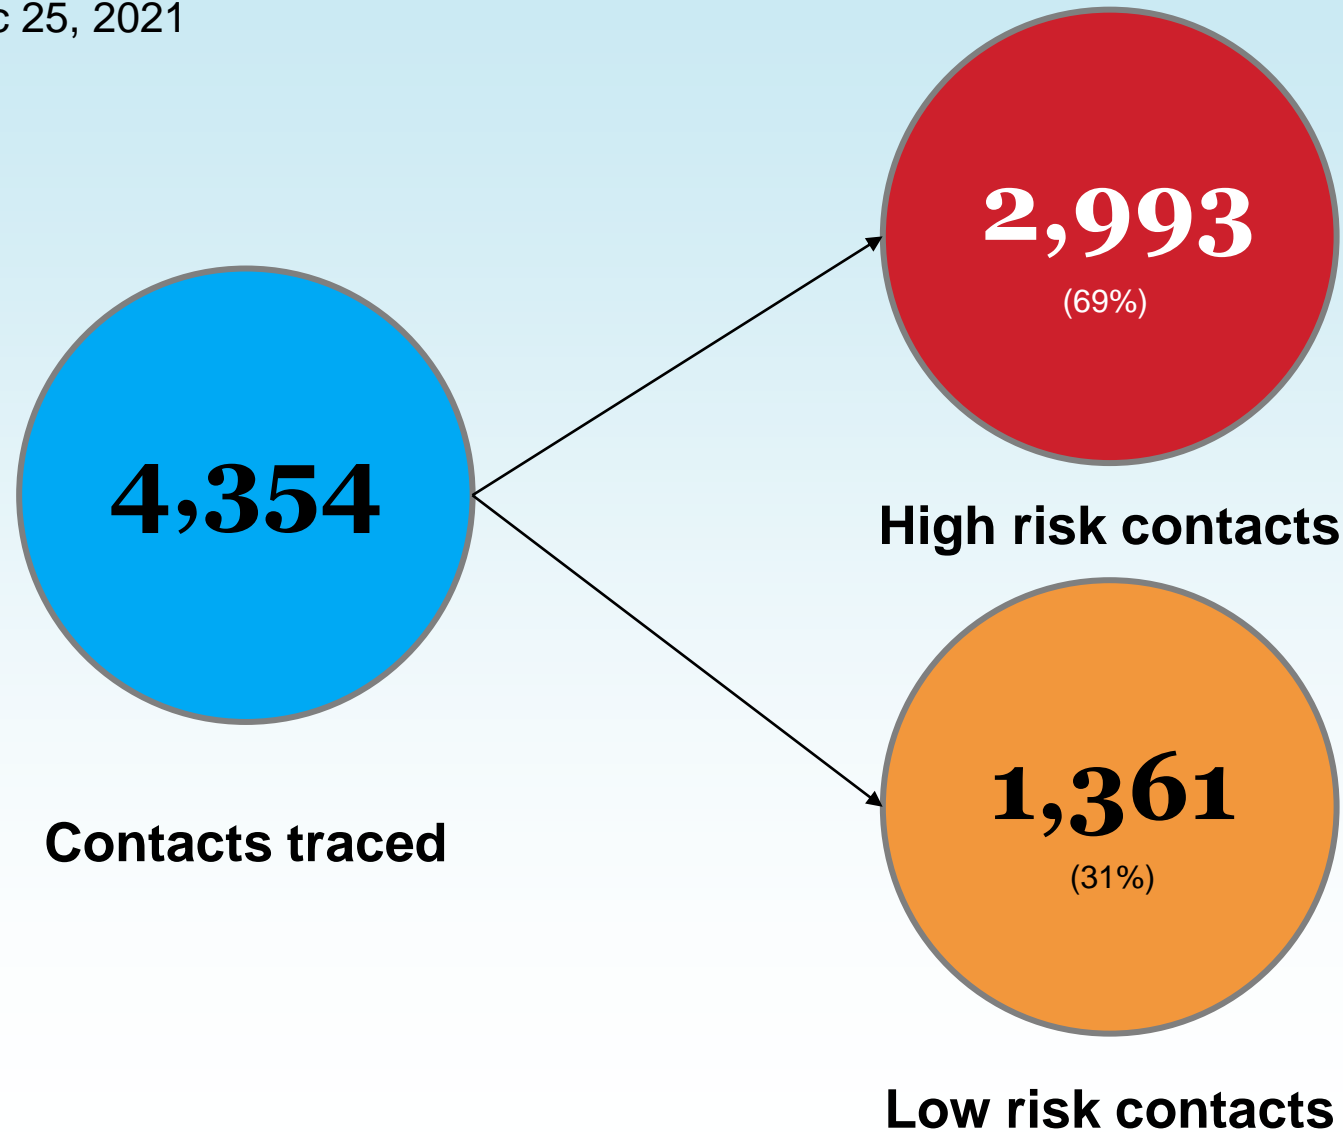 25, 2021
4,354
Contacts traced
2,993
(69%)
High risk contacts
1,361
(31%)
Low risk contacts